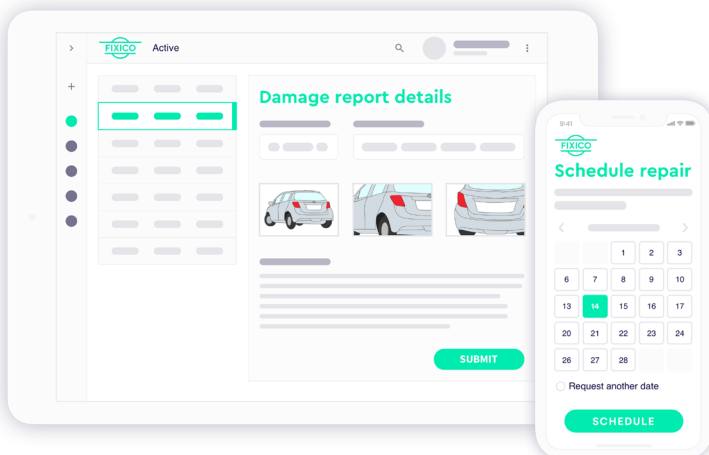 FIXICO Active
Damage report details
SUBMIT
9:41
FIXICO
Schedule repair
1 2 3
6 7 8 9 10
13 14 15 16 17
20 21 22 23 24
26 27 28
Request another date
SCHEDULE